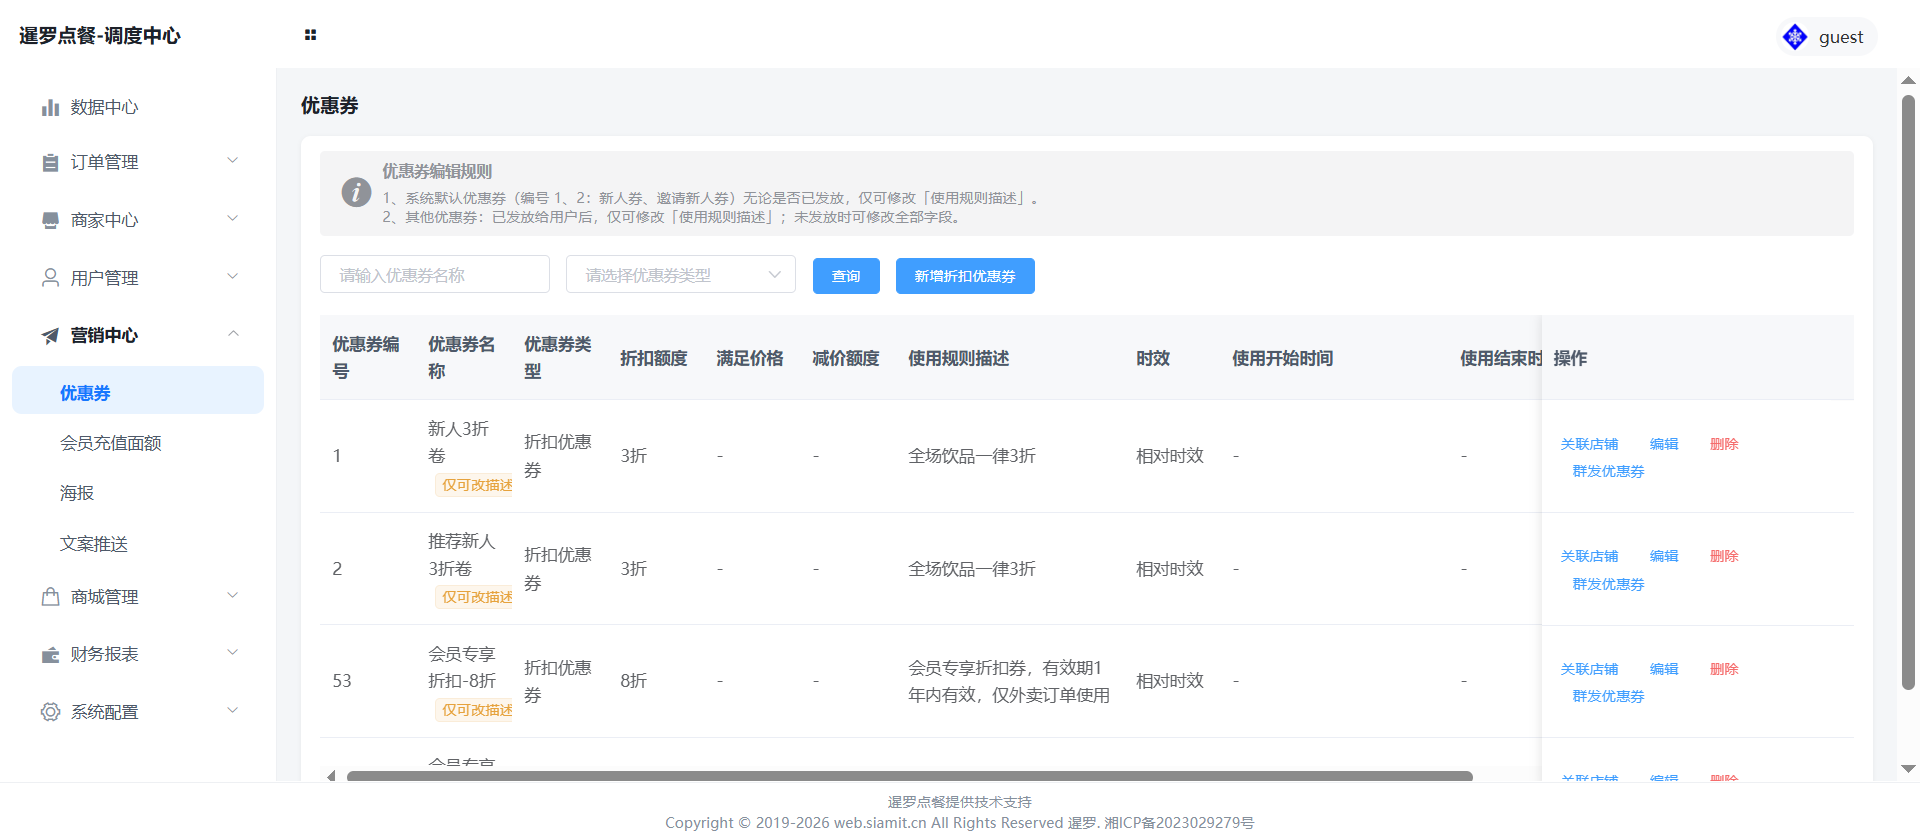 暹罗点餐-调度中心
guest
数据中心
订单管理
商家中心
用户管理
营销中心
优惠券
会员充值面额
海报
文案推送
商城管理
财务报表
系统配置
优惠券
优惠券编辑规则
1、系统默认优惠券（编号 1、2：新人券、邀请新人券）无论是否已发放，仅可修改「使用规则描述」。
2、其他优惠券：已发放给用户后，仅可修改「使用规则描述」；未发放时可修改全部字段。
请输入优惠券名称 请选择优惠券类型 查询 新增折扣优惠券
优惠券编号 优惠券名称 优惠券类型 折扣额度 满足价格 减价额度 使用规则描述 时效 使用开始时间 使用结束时 操作
1 新人3折卷 仅可改描述 折扣优惠券 3折 - - 全场饮品一律3折 相对时效 - - 关联店铺 编辑 删除 群发优惠券
2 推荐新人3折卷 仅可改描述 折扣优惠券 3折 - - 全场饮品一律3折 相对时效 - - 关联店铺 编辑 删除 群发优惠券
53 会员专享折扣-8折 仅可改描述 折扣优惠券 8折 - - 会员专享折扣券，有效期1年内有效，仅外卖订单使用 相对时效 - - 关联店铺 编辑 删除 群发优惠券
会员专享 关联店铺 编辑 删除
暹罗点餐提供技术支持
Copyright © 2019-2026 web.siamit.cn All Rights Reserved 暹罗. 湘ICP备2023029279号